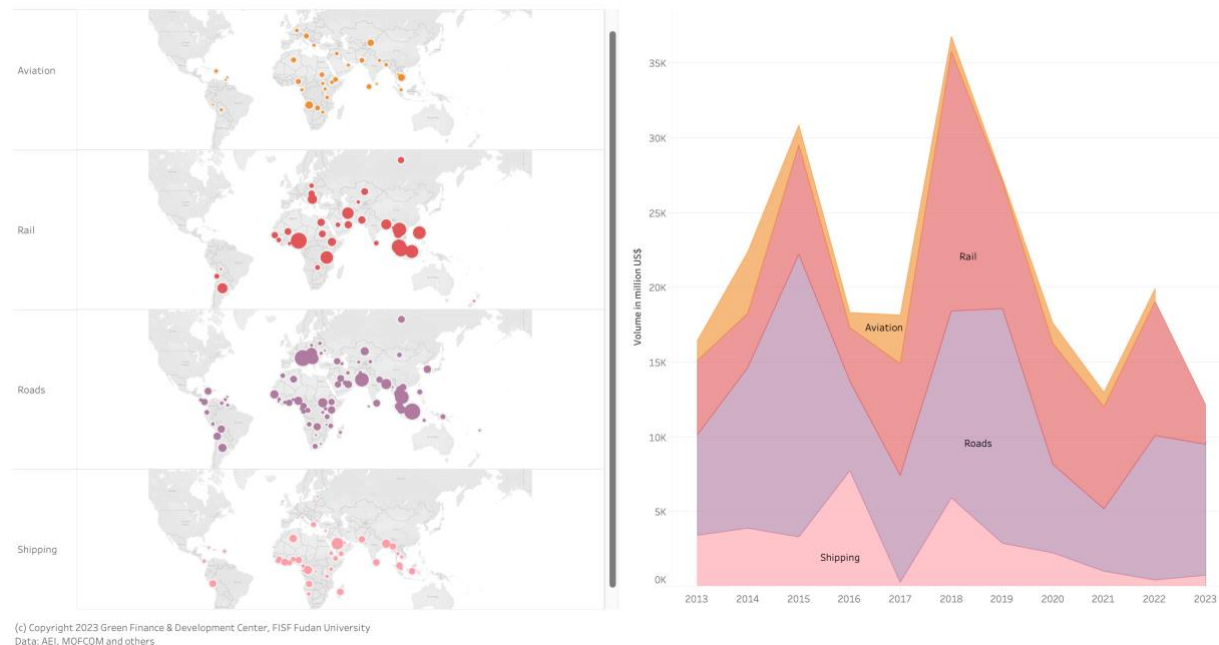 Aviation
Rail
Roads
Shipping
(c) Copyright 2023 Green Finance & Development Center, FISF Fudan University
Data: AEI, MOFCOM and others
Volume in million US$
35K
30K
25K
20K
15K
10K
5K
0K
Rail
Aviation
Roads
Shipping
2013 2014 2015 2016 2017 2018 2019 2020 2021 2022 2023